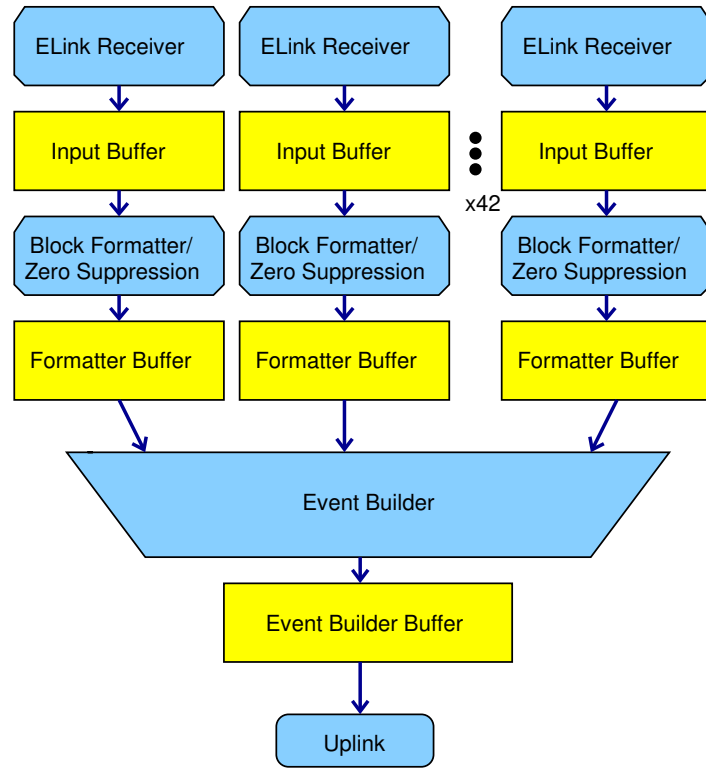 ELink Receiver
ELink Receiver
ELink Receiver
Input Buffer
Input Buffer
Input Buffer
x42
Block Formatter/
Zero Suppression
Block Formatter/
Zero Suppression
Block Formatter/
Zero Suppression
Formatter Buffer
Formatter Buffer
Formatter Buffer
Event Builder
Event Builder Buffer
Uplink